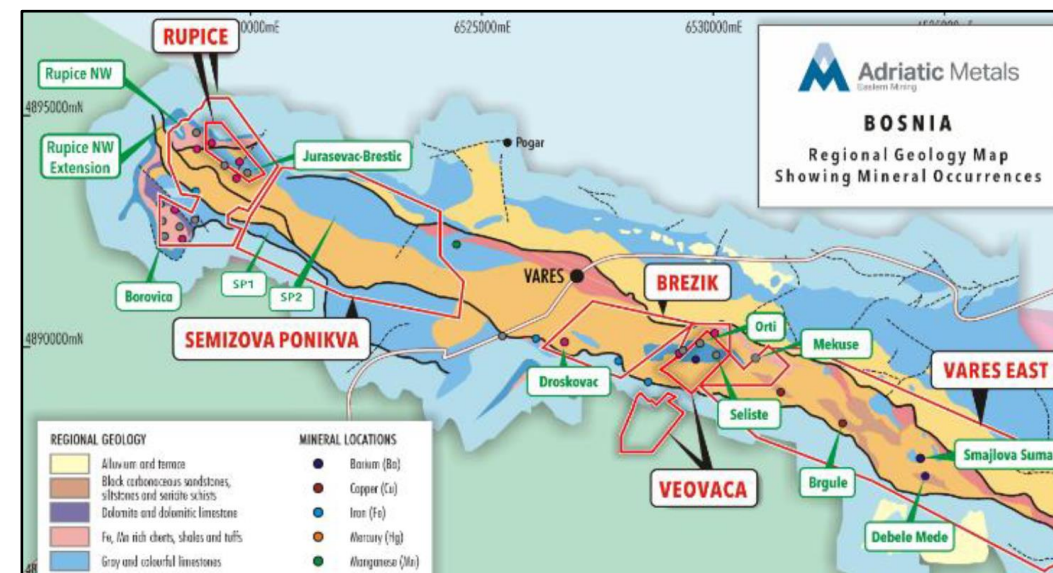 6525000mE
6530000mE
RUPICE
Rupice NW
4895000mN
Rupice NW
Extension
Jurasevac-Brestic
Pogar
Adriatic Metals
Eastern Mining
BOSNIA
Regional Geology Map
Showing Mineral Occurrences
SP1
SP2
Borovica
VARES
BREZIK
Orti
Mekuse
SEMIZOVA PONIKVA
4890000mN
Droskovac
Seliste
VARES EAST
VEOVACA
Brgule
Smajlova Suma
Debele Mede
REGIONAL GEOLOGY
Alluvium and terrace
Black carbonaceous sandstones,
siltstones and sericite schists
Dolomite and dolomitic limestone
Fe, Mn rich cherts, shales and tuffs
Gray and colourful limestones
MINERAL LOCATIONS
Barium (Ba)
Copper (Cu)
Iron (Fe)
Mercury (Hg)
Manganese (Mn)